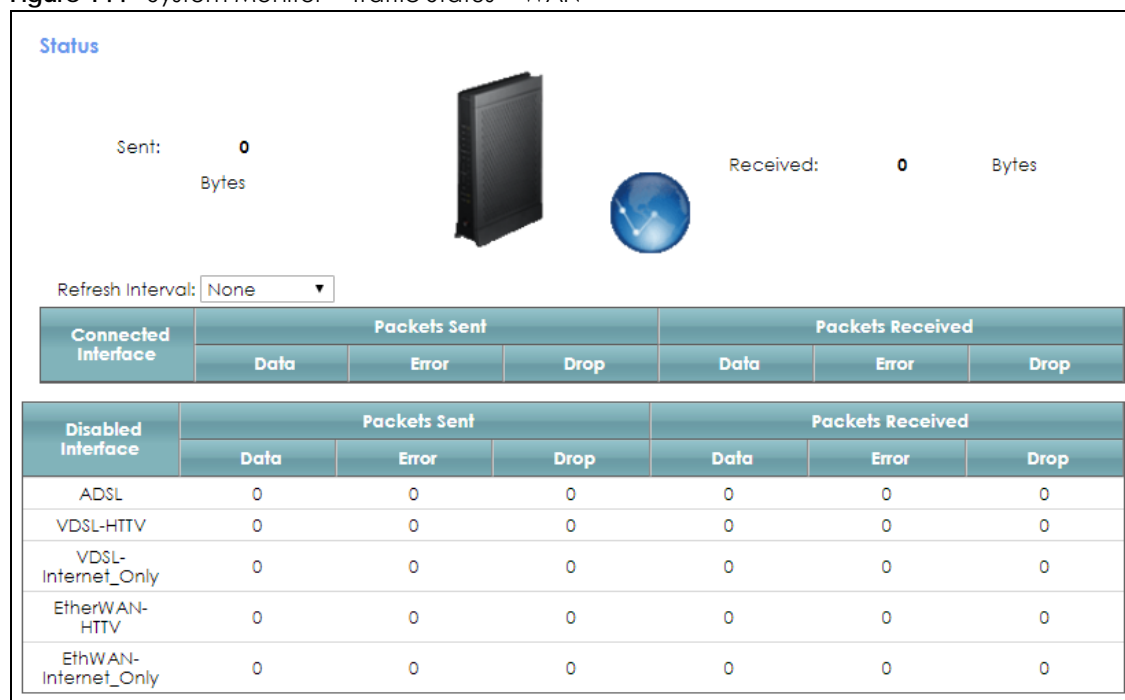 Status
Sent: 0
Bytes
Received: 0 Bytes
Refresh Interval: None
Connected Interface Packets Sent Packets Received
Data Error Drop Data Error Drop
Disabled Interface Packets Sent Packets Received
Data Error Drop Data Error Drop
ADSL 0 0 0 0 0 0
VDSL-HTTV 0 0 0 0 0 0
VDSL-
Internet_Only 0 0 0 0 0 0
EtherWAN-
HTTV 0 0 0 0 0 0
EthWAN-
Internet_Only 0 0 0 0 0 0